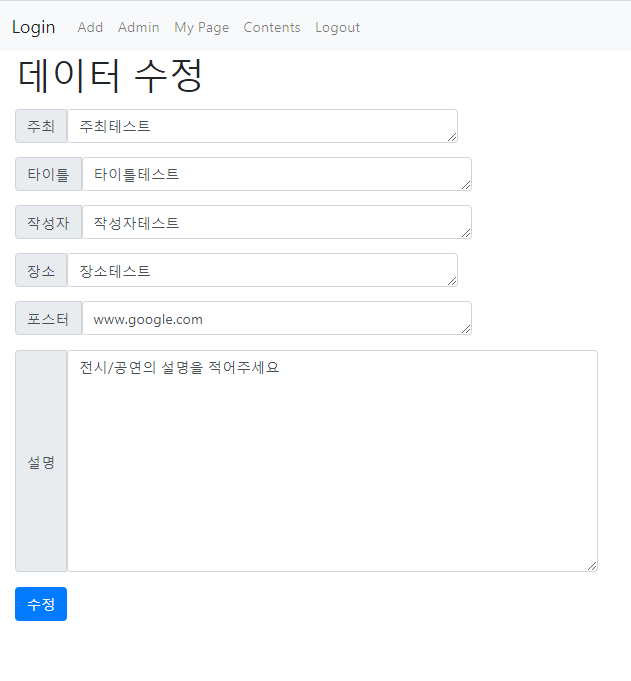 Login Add Admin My Page Contents Logout
데이터 수정
주최 주최테스트
타이틀 타이틀테스트
작성자 작성자테스트
장소 장소테스트
포스터 www.google.com
전시/공연의 설명을 적어주세요
설명
수정